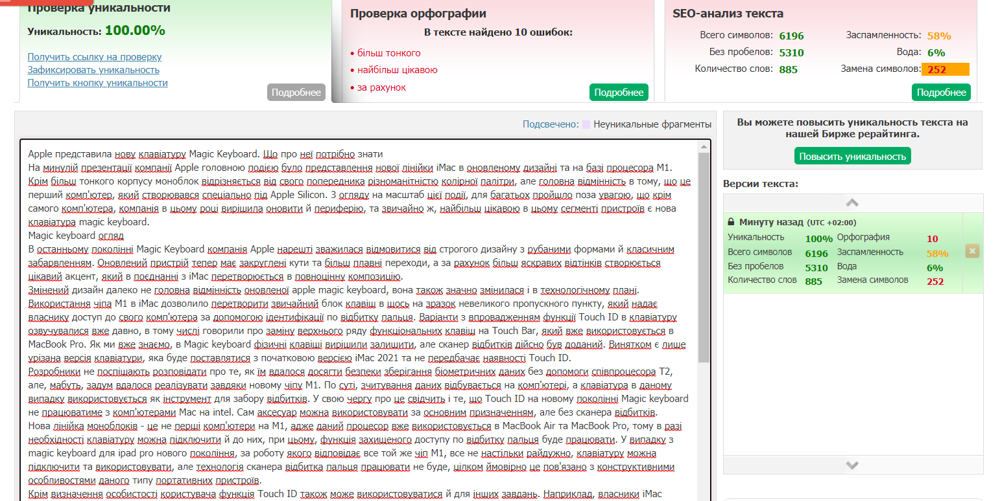 Проверка уникальности
Уникальность: 100.00%
Получить ссылку на проверку
Зафиксировать уникальность
Получить кнопку уникальности
Подробнее
Проверка орфографии
В тексте найдено 10 ошибок:
• більш тонкого
• найбільш цікавою
• за рахунок
Подробнее
SEO-анализ текста
Всего символов: 6196 Заспамленность: 58%
Без пробелов: 5310 Вода: 6%
Количество слов: 885 Замена символов: 252
Подробнее
Подсвечено: Неуникальные фрагменты
Apple представила нову клавіатуру Magic Keyboard. Що про неї потрібно знати
На минулій презентації компанії Apple головною подією було представлення нової лінійки iMac в оновленому дизайні та на базі процесора M1.
Крім більш тонкого корпусу моноблок відрізняється від свого попередника різноманітністю колірної палітри, але головна відмінність в тому, що це
перший комп'ютер, який створювався спеціально під Apple Silicon. З огляду на масштаб цієї події, для багатьох пройшло поза увагою, що крім
самого комп'ютера, компанія в цьому році вирішила оновити й периферію, та звичайно ж, найбільш цікавою в цьому сегменті пристроїв є нова
клавіатура magic keyboard.
Magic keyboard огляд
В останньому поколінні Magic Keyboard компанія Apple нарешті зважилася відмовитися від строгого дизайну з рубаними формами й класичним
забарвленням. Оновлений пристрій тепер має закруглені кути та більш плавні переходи, а за рахунок більш яскравих відтінків створюється
цікавий акцент, який в поєднанні з iMac перетворюється в повноцінну композицію.
Змінений дизайн далеко не головна відмінність оновленої apple magic keyboard, вона також значно змінилася і в технологічному плані.
Використання чіпа M1 в iMac дозволило перетворити звичайний блок клавіш в щось на зразок невеликого пропускного пункту, який надає
власнику доступ до свого комп'ютера за допомогою ідентифікації по відбитку пальця. Варіанти з впровадженням функції Touch ID в клавіатуру
озвучувалися вже давно, в тому числі говорили про заміну верхнього ряду функціональних клавіш на Touch Bar, який вже використовується в
MacBook Pro. Як ми вже знаємо, в Magic keyboard фізичні клавіші вирішили залишити, але сканер відбитків дійсно був доданий. Винятком є лише
урізана версія клавіатури, яка буде поставлятися з початковою версією iMac 2021 та не передбачає наявності Touch ID.
Розробники не поспішають розповідати про те, як їм вдалося досягти безпеки зберігання біометричних даних без допомоги співпроцесора T2,
але, мабуть, задум вдалося реалізувати завдяки новому чіпу M1. По суті, зчитування даних відбувається на комп'ютері, а клавіатура в даному
випадку використовується як інструмент для забору відбитків. У свою чергу про це свідчить і те, що Touch ID на новому поколінні Magic keyboard
не працюватиме з комп'ютерами Mac на intel. Сам аксесуар можна використовувати за основним призначенням, але без сканера відбитків.
Нова лінійка моноблоків - це не перші комп'ютери на M1, адже даний процесор вже використовується в MacBook Air та MacBook Pro, тому в разі
необхідності клавіатуру можна підключити й до них, при цьому, функція захищеного доступу по відбитку пальця буде працювати. У випадку з
magic keyboard для ipad pro нового покоління, за роботу якого відповідає все той же чіп M1, все не настільки райдужно, клавіатуру можна
підключити та використовувати, але технологія сканера відбитка пальця працювати не буде, цілком ймовірно це пов'язано з конструктивними
особливостями даного типу портативних пристроїв.
Крім визначення особистості користувача функція Touch ID також може використовуватися й для інших завдань. Наприклад, власники iMac
Вы можете повысить уникальность текста на
нашей Бирже рерайтинга.
Повысить уникальность
Версии текста:
Минуту назад (UTC +02:00)
Уникальность 100% Орфография 10
Всего символов 6196 Заспамленность 58%
Без пробелов 5310 Вода 6%
Количество слов 885 Замена символов 252